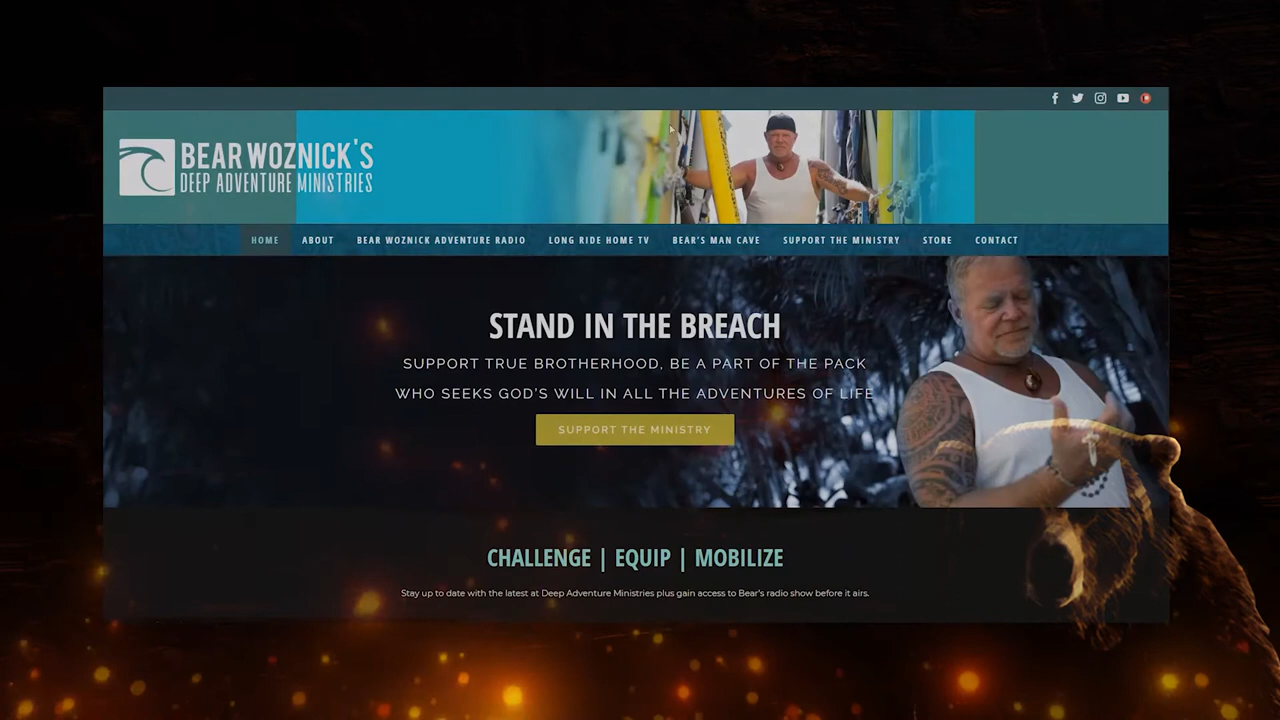 BEAR WOZNICK'S
DEEP ADVENTURE MINISTRIES
HOME ABOUT BEAR WOZNICK ADVENTURE RADIO LONG RIDE HOME TV BEAR'S MAN CAVE SUPPORT THE MINISTRY STORE CONTACT
STAND IN THE BREACH
SUPPORT TRUE BROTHERHOOD, BE A PART OF THE PACK
WHO SEEKS GOD'S WILL IN ALL THE ADVENTURES OF LIFE
SUPPORT THE MINISTRY
CHALLENGE | EQUIP | MOBILIZE
Stay up to date with the latest at Deep Adventure Ministries plus gain access to Bear's radio show before it airs.